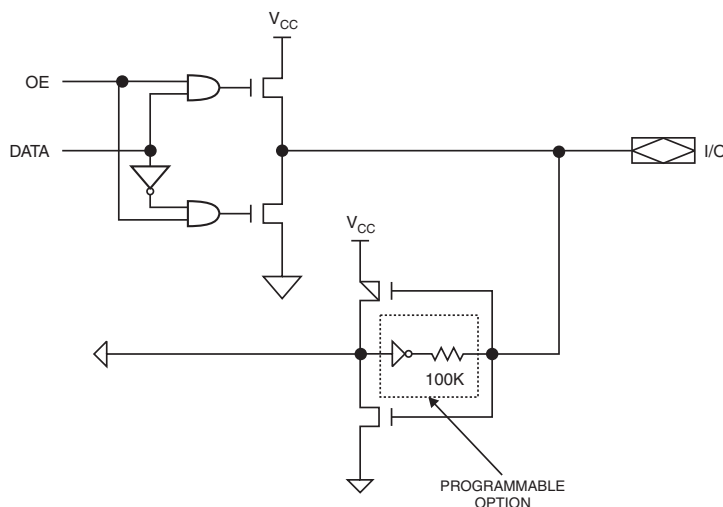 VCC
OE
DATA
I/O
VCC
100K
PROGRAMMABLE
OPTION